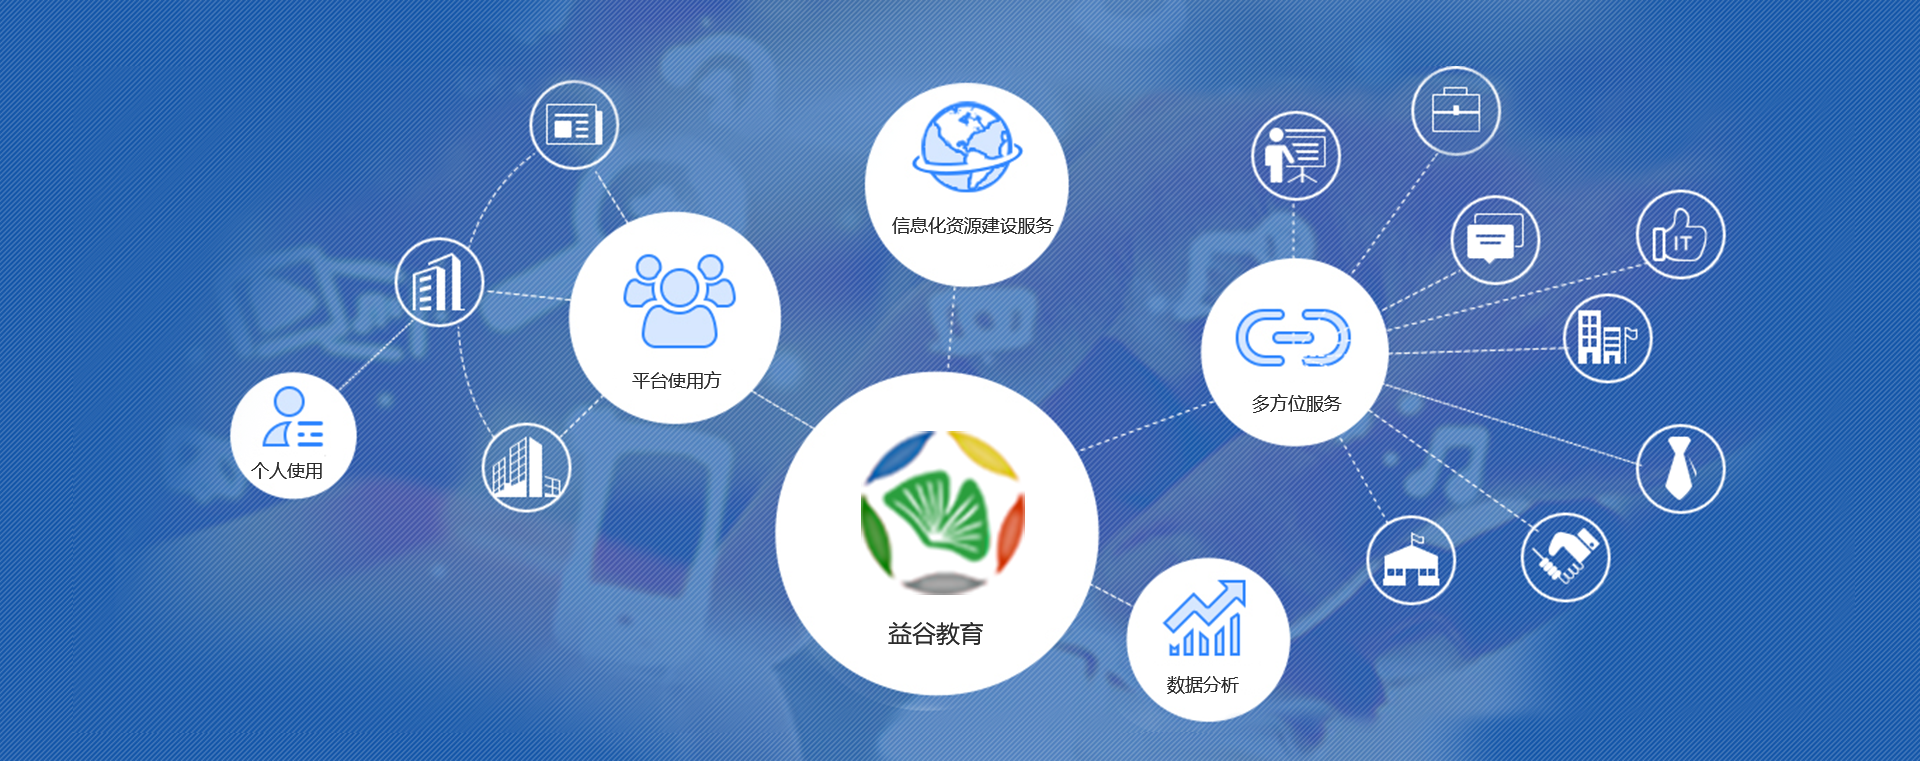 信息化资源建设服务
IT
平台使用方
多方位服务
个人使用
益谷教育
数据分析